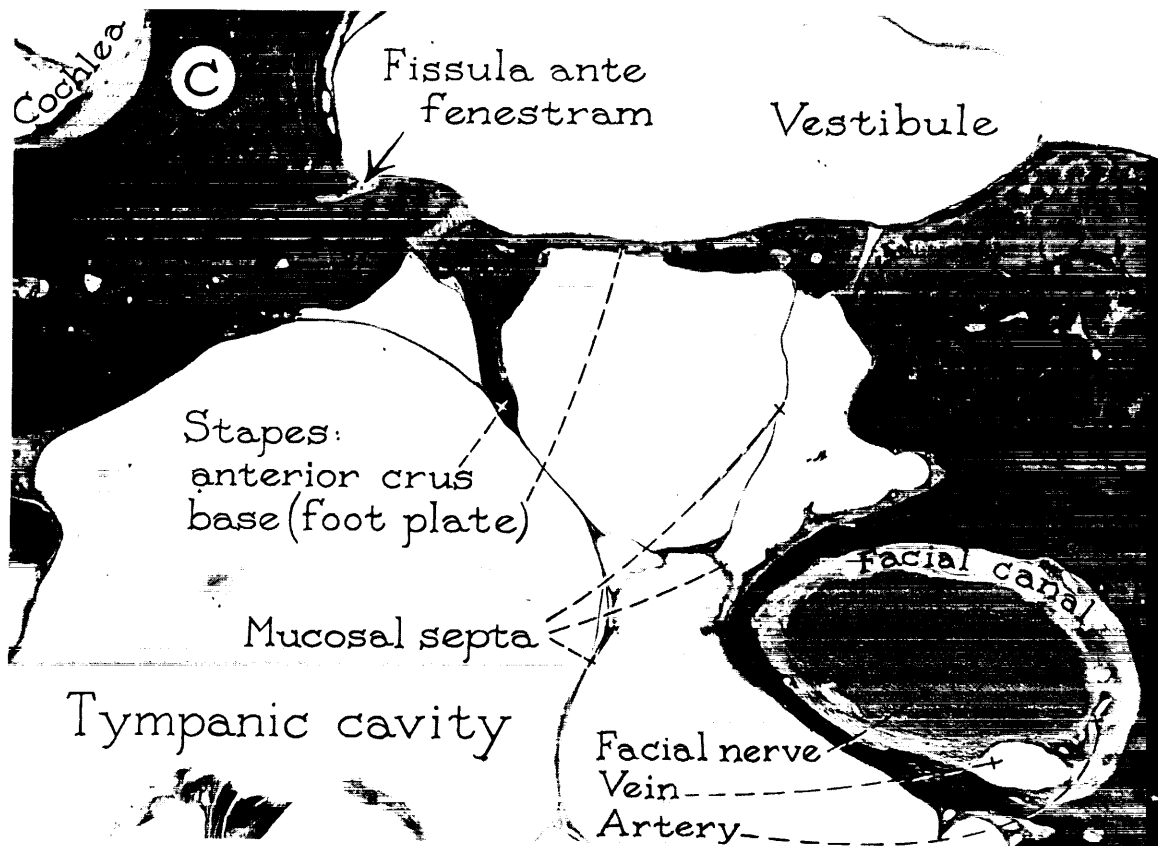 Cochlea
C
Fissula ante
fenestram
Vestibule
Stapes:
anterior crus
base (foot plate)
Mucosal septa
Facial canal
Tympanic cavity
Facial nerve
Vein
Artery